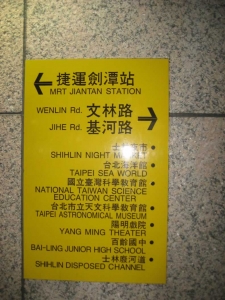 捷運劍潭站
MRT JIANTAN STATION
WENLIN Rd. 文林路
JIHE Rd. 基河路
士 市
SHIHLIN NIGHT
台北海洋館
TAIPEI SEA WORLD
國立臺灣科學教育館
NATIONAL TAIWAN SCIENCE
EDUCATION CENTER
台北市立天文科學教育館
TAIPEI ASTRONOMICAL MUSEUM
陽明戲院
YANG MING THEATER
百齡國中
BAI-LING JUNIOR HIGH SCHOOL
士林廢河道
SHIHLIN DISPOSED CHANNEL